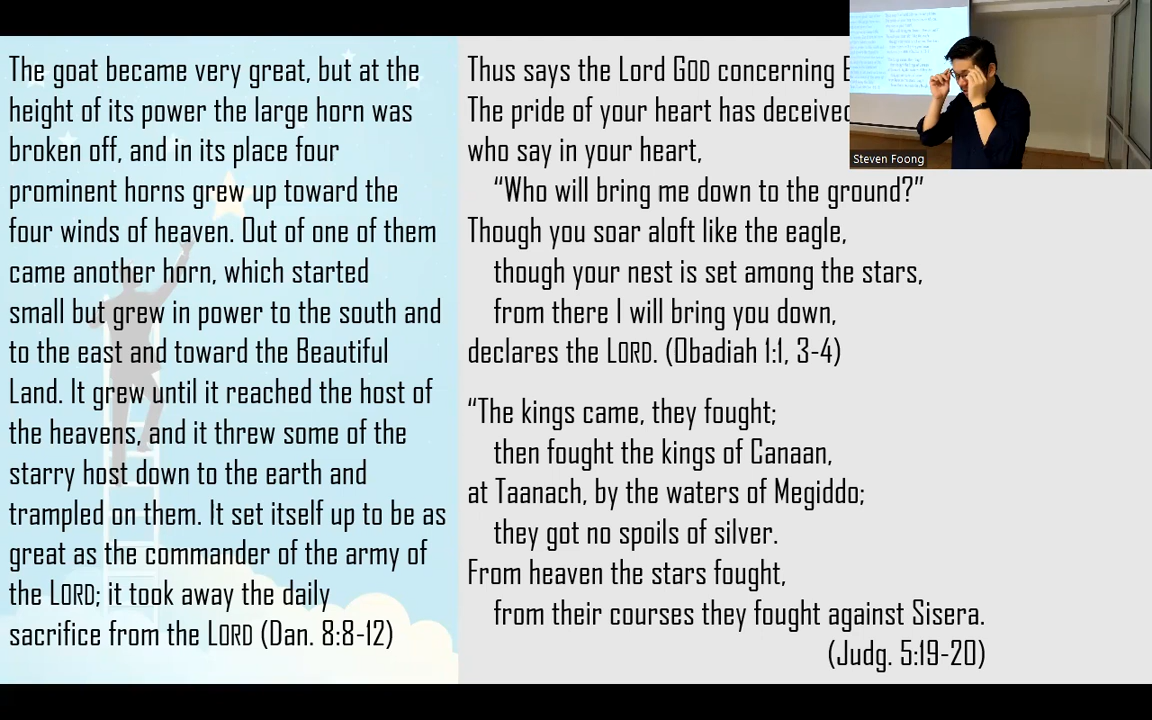 The goat became very great, but at the
height of its power the large horn was
broken off, and in its place four
prominent horns grew up toward the
four winds of heaven. Out of one of them
came another horn, which started
small but grew in power to the south and
to the east and toward the Beautiful
Land. It grew until it reached the host of
the heavens, and it threw some of the
starry host down to the earth and
trampled on them. It set itself up to be as
great as the commander of the army of
the LORD; it took away the daily
sacrifice from the LORD (Dan. 8:8-12)
Thus says the Lord GOD concerning
The pride of your heart has deceived
who say in your heart,
“Who will bring me down to the ground?”
Though you soar aloft like the eagle,
though your nest is set among the stars,
from there I will bring you down,
declares the LORD. (Obadiah 1:1, 3-4)
“The kings came, they fought;
then fought the kings of Canaan,
at Taanach, by the waters of Megiddo;
they got no spoils of silver.
From heaven the stars fought,
from their courses they fought against Sisera.
(Judg. 5:19-20)
Steven Foong